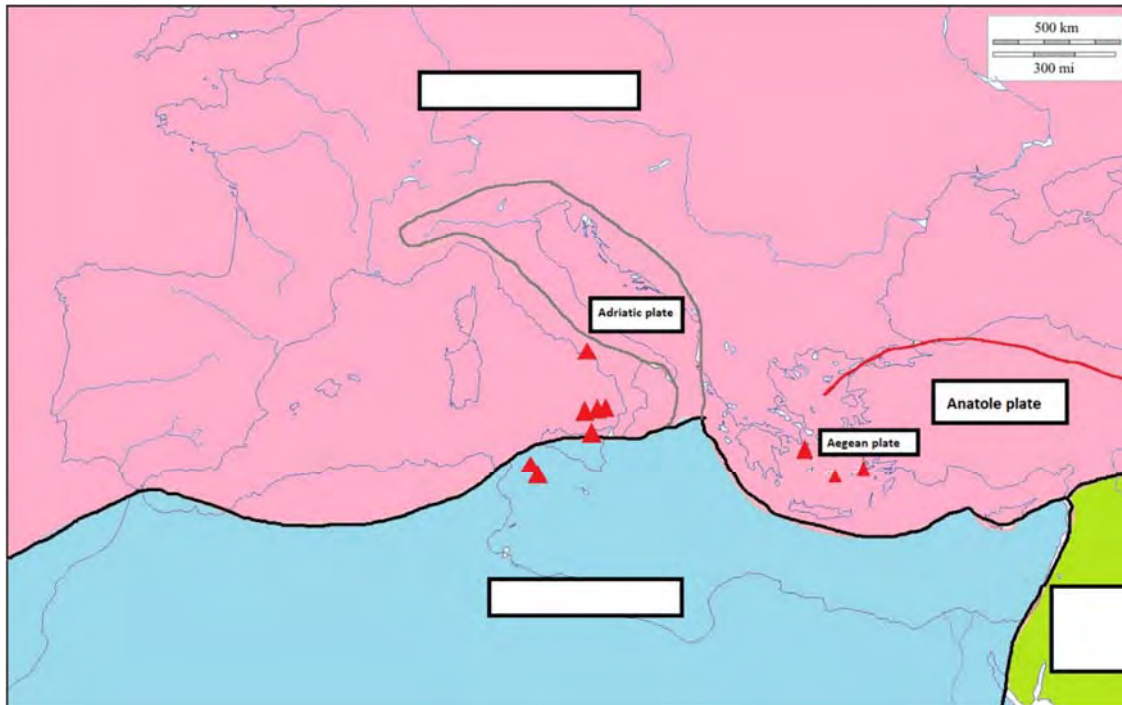 500 km
300 mi
Adriatic plate
Anatole plate
Aegean plate